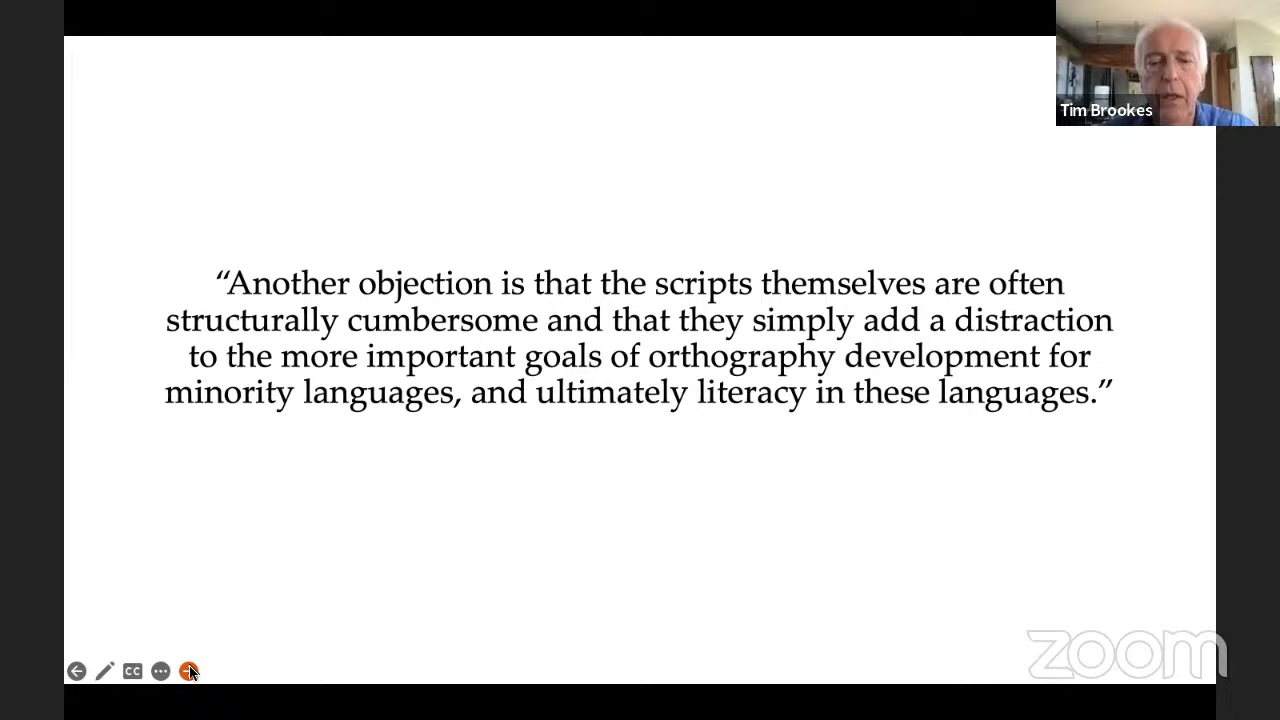 Tim Brookes
“Another objection is that the scripts themselves are often
structurally cumbersome and that they simply add a distraction
to the more important goals of orthography development for
minority languages, and ultimately literacy in these languages.”
CC
zoom